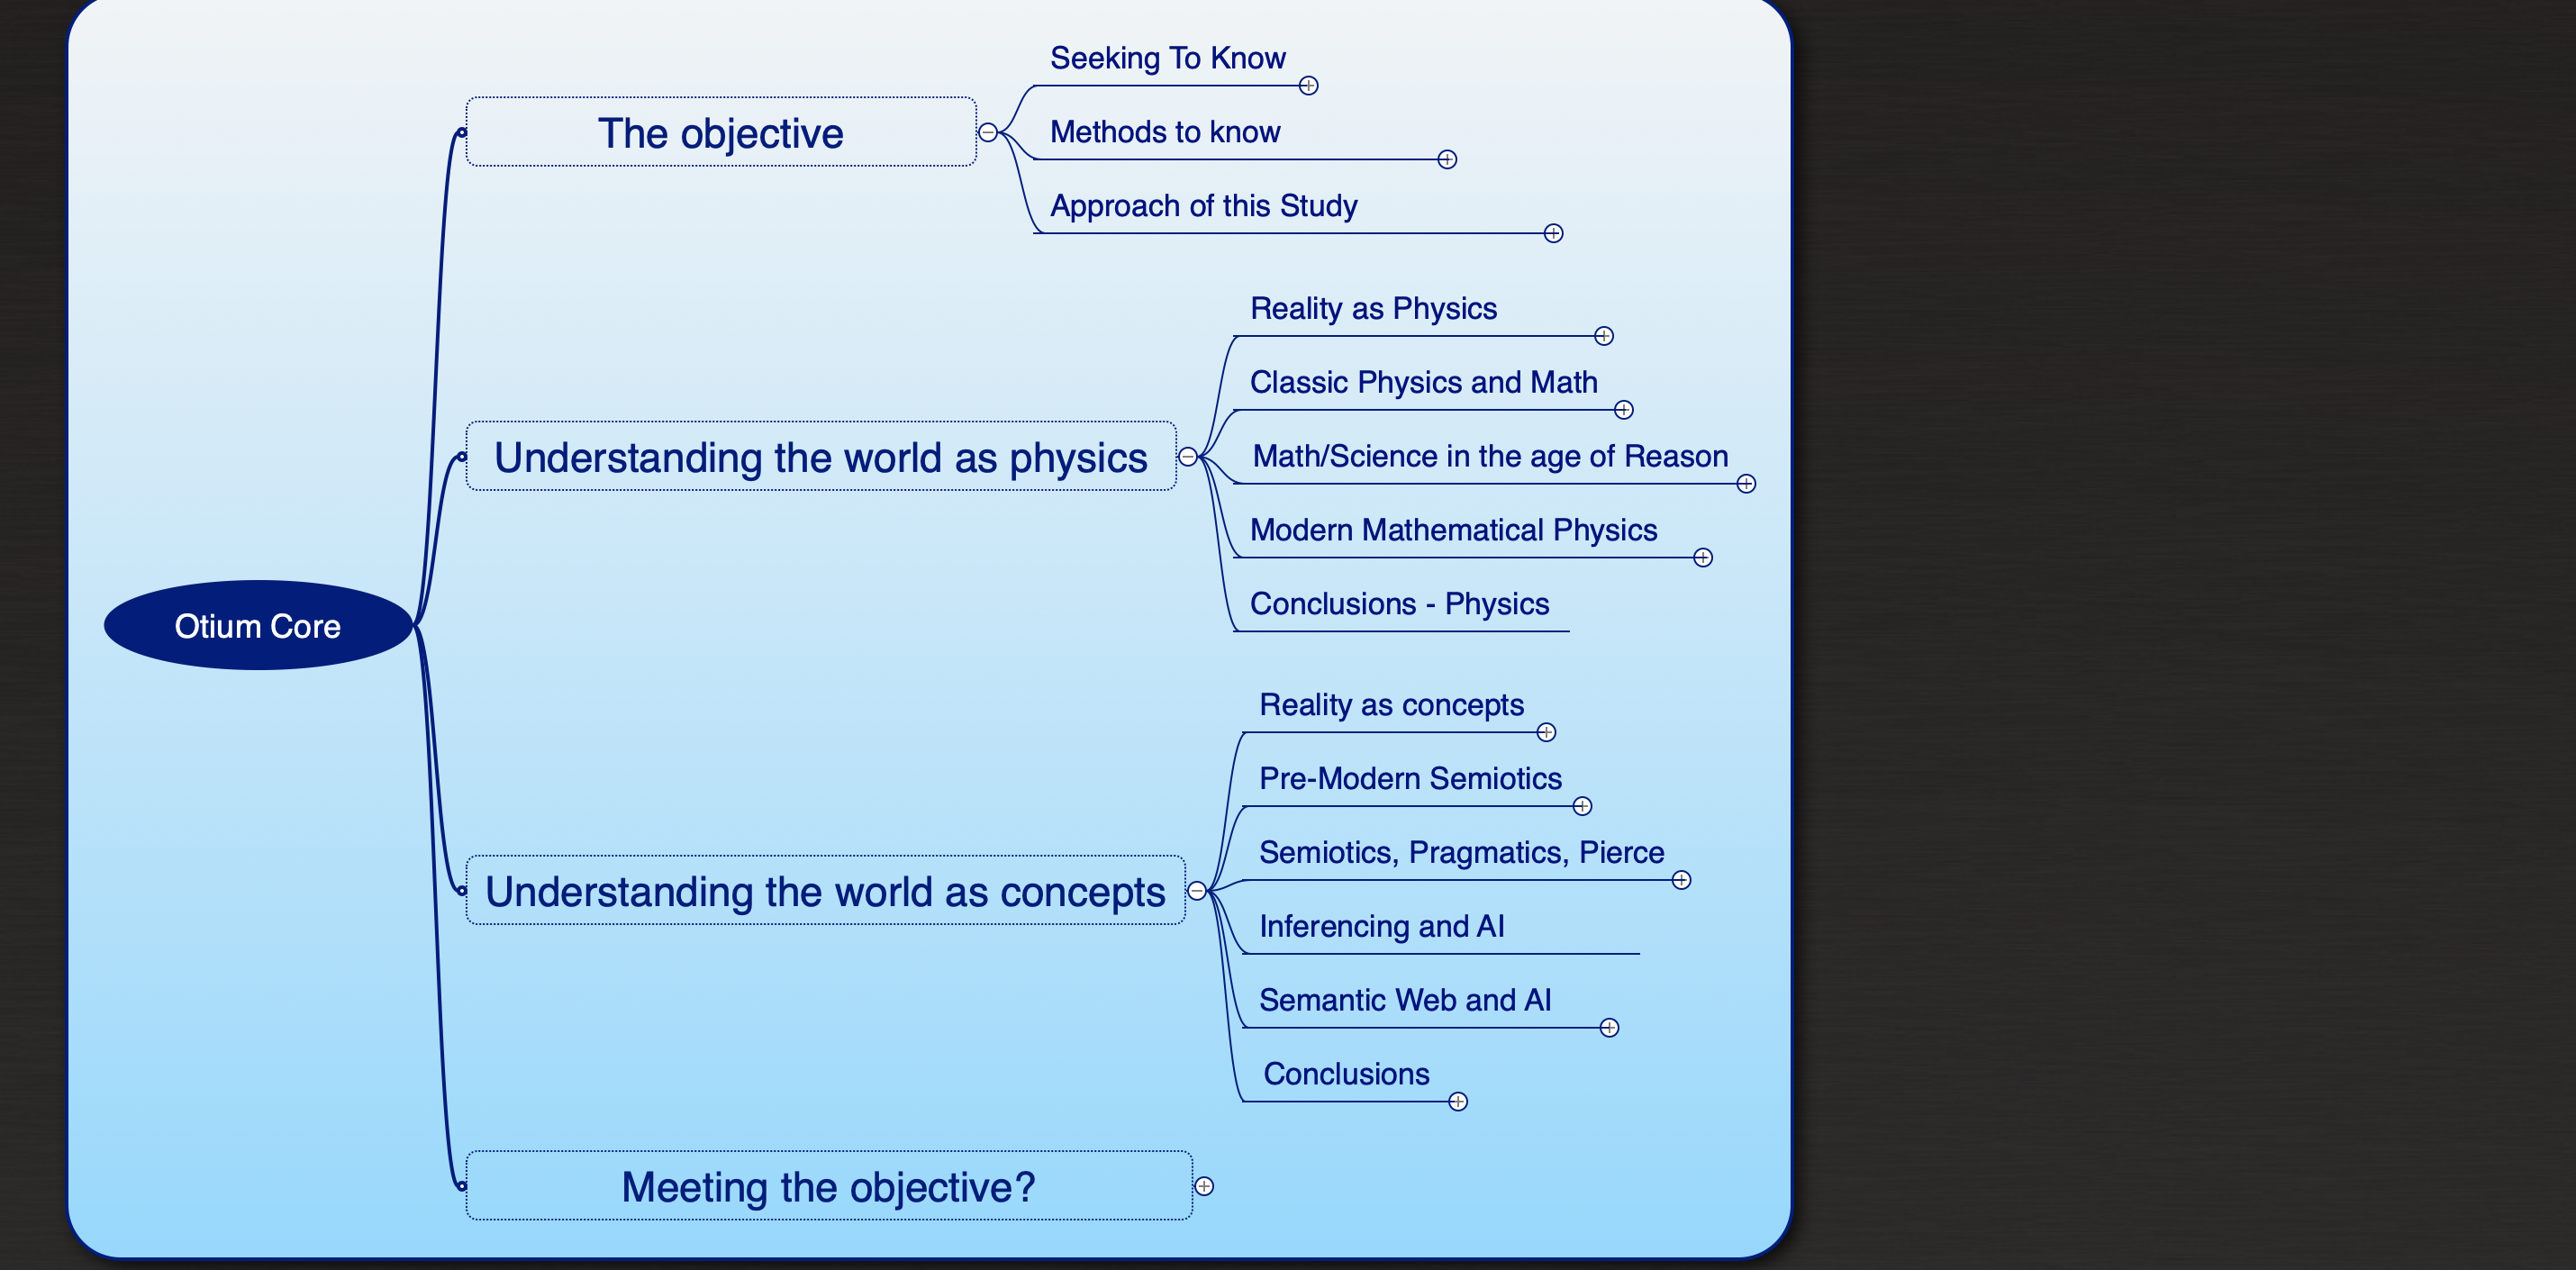 Seeking To Know
The objective
Methods to know
Approach of this Study
Reality as Physics
Classic Physics and Math
Understanding the world as physics
Math/Science in the age of Reason
Modern Mathematical Physics
Conclusions - Physics
Otium Core
Reality as concepts
Pre-Modern Semiotics
Semiotics, Pragmatics, Pierce
Understanding the world as concepts
Inferencing and AI
Semantic Web and AI
Conclusions
Meeting the objective?